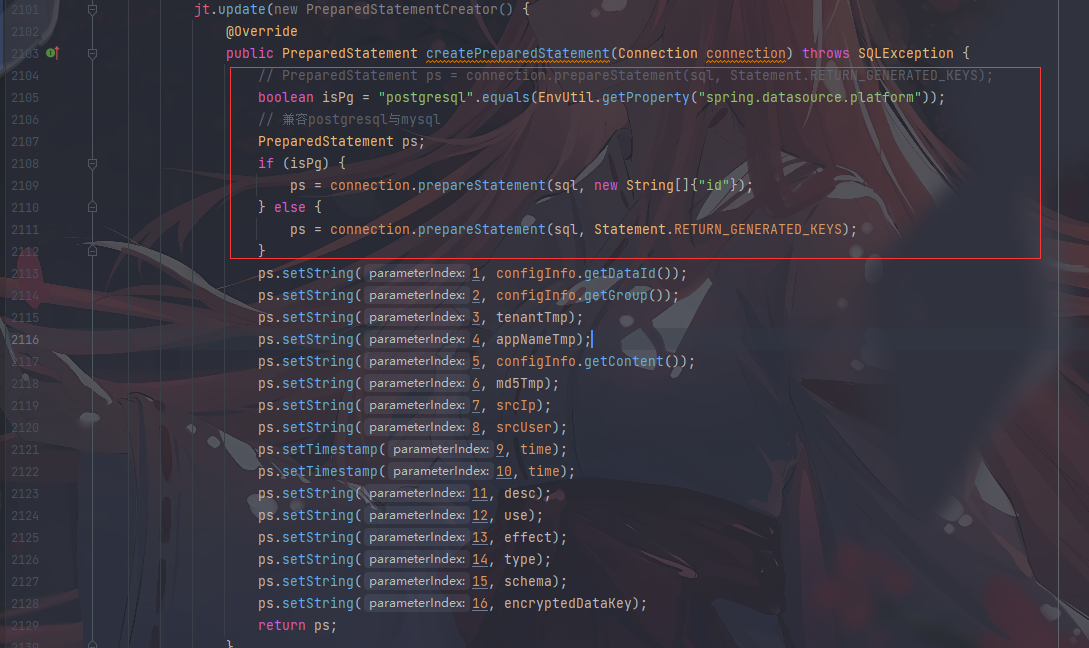 2101 jt.update(new PreparedStatementCreator() {
2102 @Override
2103 public PreparedStatement createPreparedStatement(Connection connection) throws SQLException {
2104 // PreparedStatement ps = connection.prepareStatement(sql, Statement.RETURN_GENERATED_KEYS);
2105 boolean isPg = "postgresql".equals(EnvUtil.getProperty("spring.datasource.platform"));
2106 // 兼容postgresql与mysql
2107 PreparedStatement ps;
2108 if (isPg) {
2109 ps = connection.prepareStatement(sql, new String[]{"id"});
2110 } else {
2111 ps = connection.prepareStatement(sql, Statement.RETURN_GENERATED_KEYS);
2112 }
2113 ps.setString( parameterIndex: 1, configInfo.getDataId());
2114 ps.setString( parameterIndex: 2, configInfo.getGroup());
2115 ps.setString( parameterIndex: 3, tenantTmp);
2116 ps.setString( parameterIndex: 4, appNameTmp);
2117 ps.setString( parameterIndex: 5, configInfo.getContent());
2118 ps.setString( parameterIndex: 6, md5Tmp);
2119 ps.setString( parameterIndex: 7, srcIp);
2120 ps.setString( parameterIndex: 8, srcUser);
2121 ps.setTimestamp( parameterIndex: 9, time);
2122 ps.setTimestamp( parameterIndex: 10, time);
2123 ps.setString( parameterIndex: 11, desc);
2124 ps.setString( parameterIndex: 12, use);
2125 ps.setString( parameterIndex: 13, effect);
2126 ps.setString( parameterIndex: 14, type);
2127 ps.setString( parameterIndex: 15, schema);
2128 ps.setString( parameterIndex: 16, encryptedDataKey);
2129 return ps;
2130 }